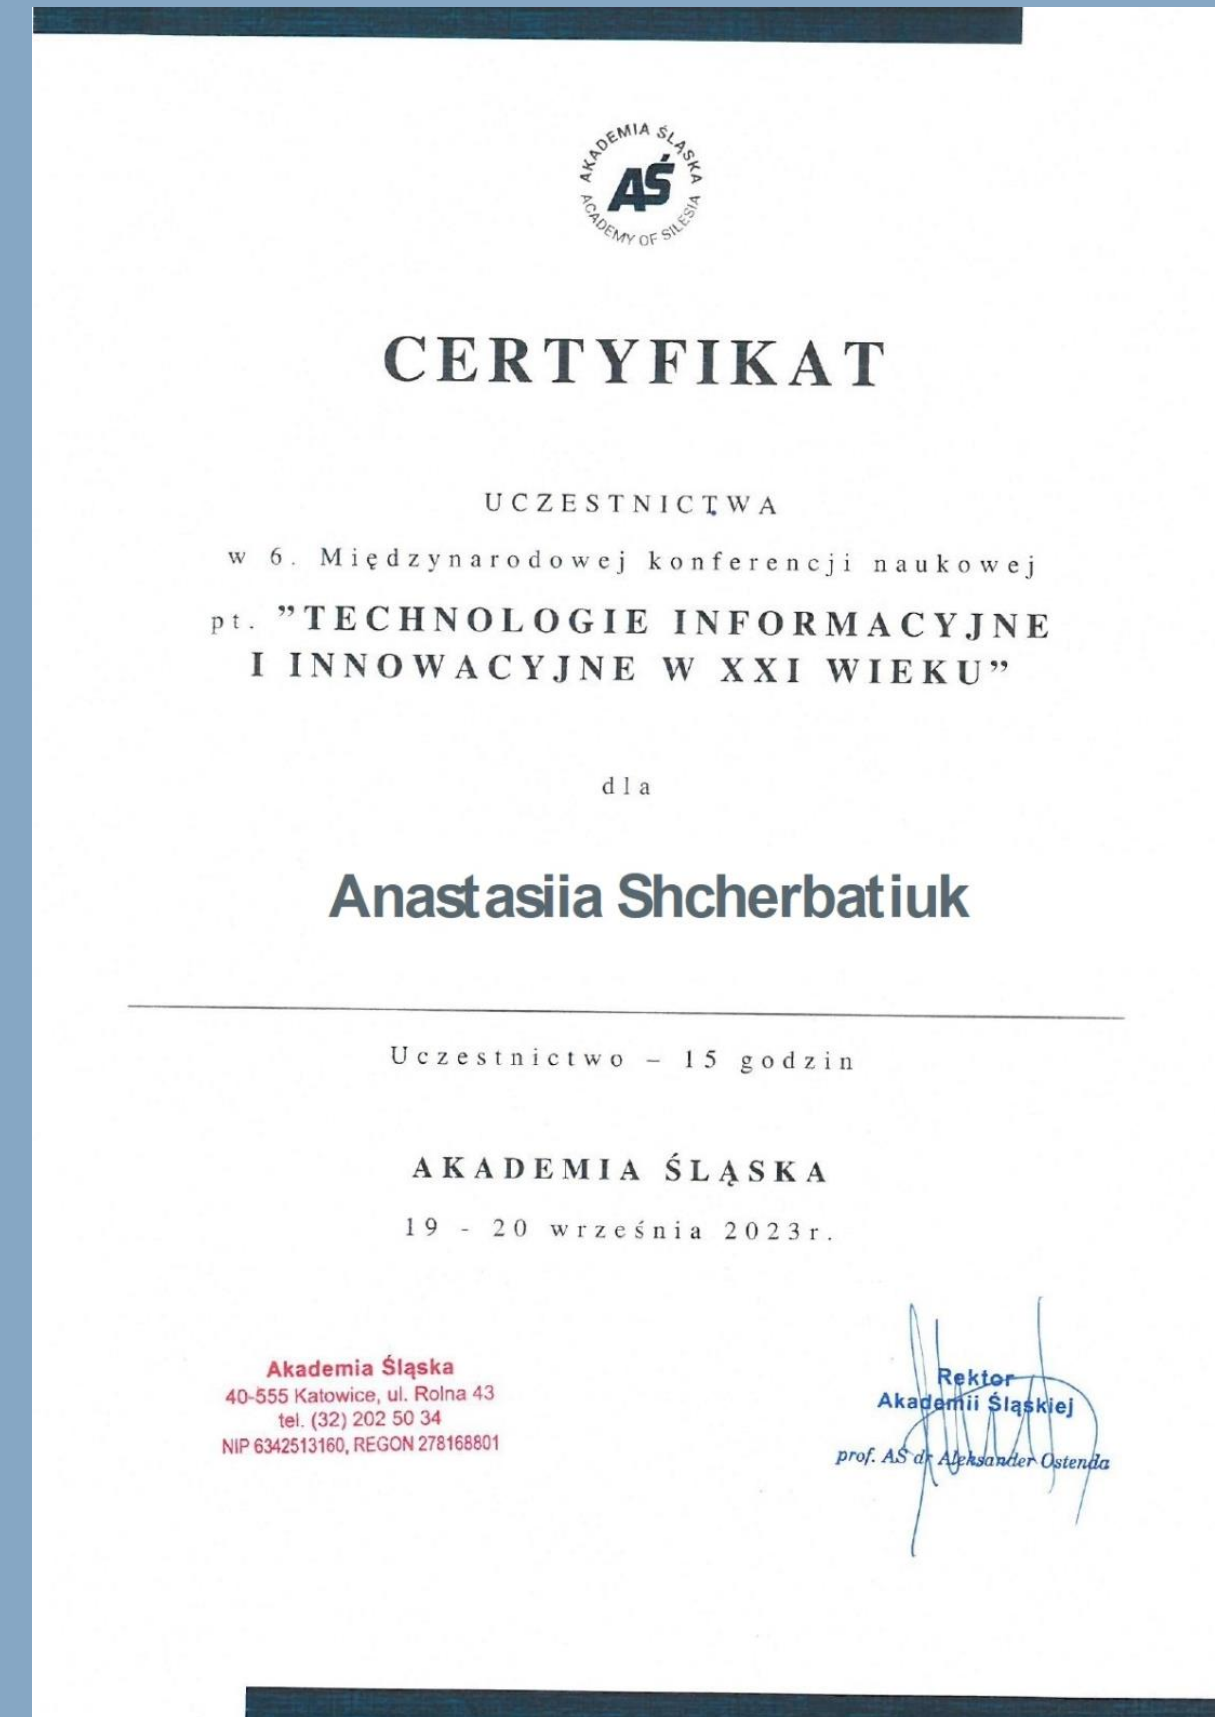 AKADEMIA ŚLĄSKA
AŚ
ACADEMY OF SILESIA
CERTYFIKAT
UCZESTNICTWA
w 6. Międzynarodowej konferencji naukowej
pt. ”TECHNOLOGIE INFORMACYJNE
I INNOWACYJNE W XXI WIEKU”
dla
Anastasiia Shcherbatiuk
Uczestnictwo – 15 godzin
AKADEMIA ŚLĄSKA
19 - 20 września 2023r.
Akademia Śląska
40-555 Katowice, ul. Rolna 43
tel. (32) 202 50 34
NIP 6342513160, REGON 278168801
Rektor
Akademii Śląskiej
prof. AŚ dr Aleksander Ostenda